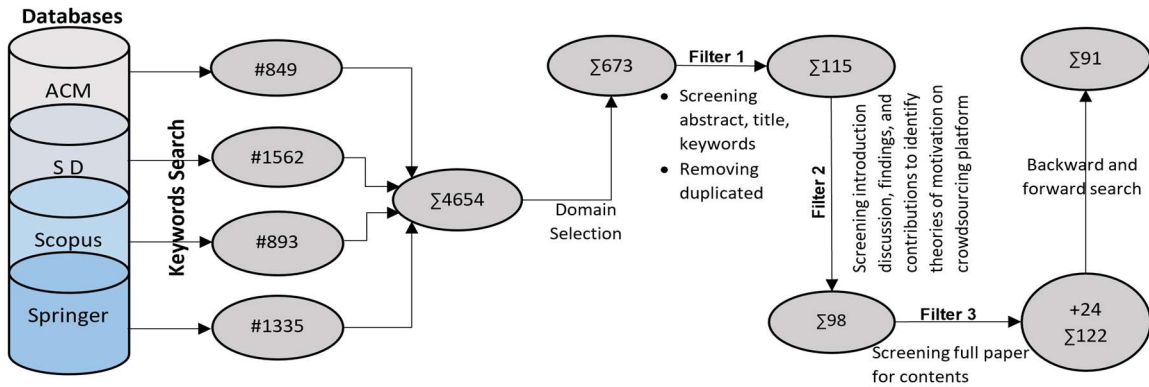 Databases
ACM
S D
Scopus
Springer
Keywords Search
#849
#1562
#893
#1335
∑4654
Domain
Selection
∑673
Filter 1
• Screening
abstract, title,
keywords
• Removing
duplicated
∑115
Filter 2
Screening introduction
discussion, findings, and
contributions to identify
theories of motivation on
crowdsourcing platform
∑98
Filter 3
Screening full paper
for contents
+24
∑122
Backward and
forward search
∑91